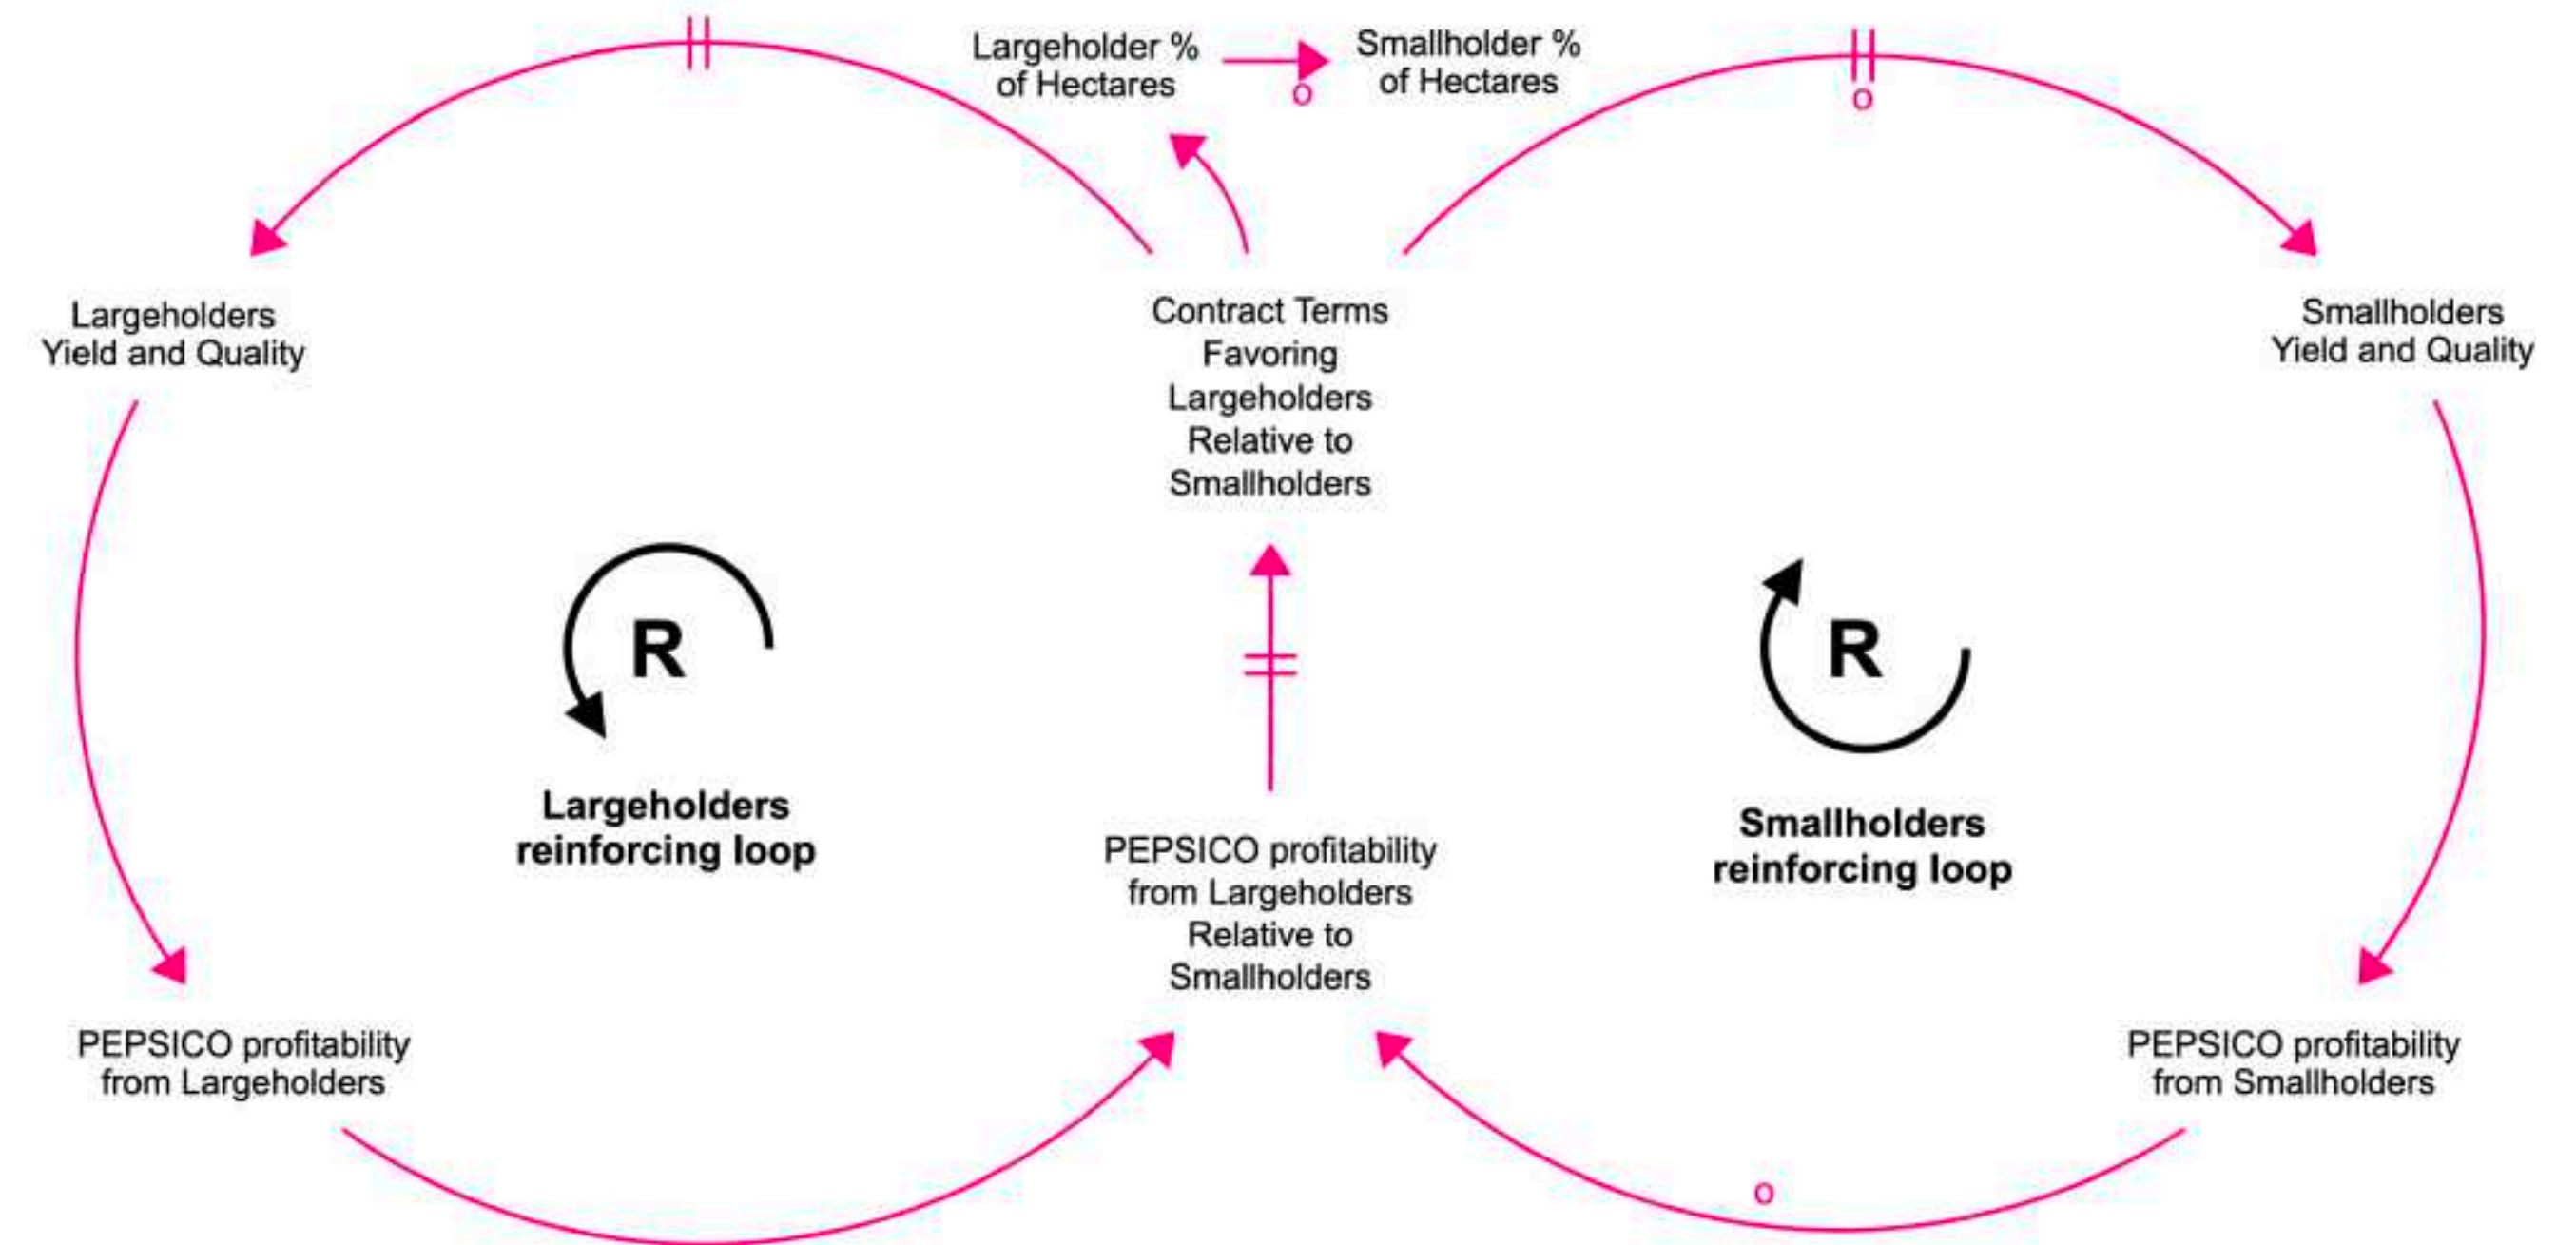 Largeholder %
of Hectares
o
Smallholder %
of Hectares
o
Largeholders
Yield and Quality
Contract Terms
Favoring
Largeholders
Relative to
Smallholders
Smallholders
Yield and Quality
R
Largeholders
reinforcing loop
R
Smallholders
reinforcing loop
PEPSICO profitability
from Largeholders
Relative to
Smallholders
PEPSICO profitability
from Largeholders
PEPSICO profitability
from Smallholders
o